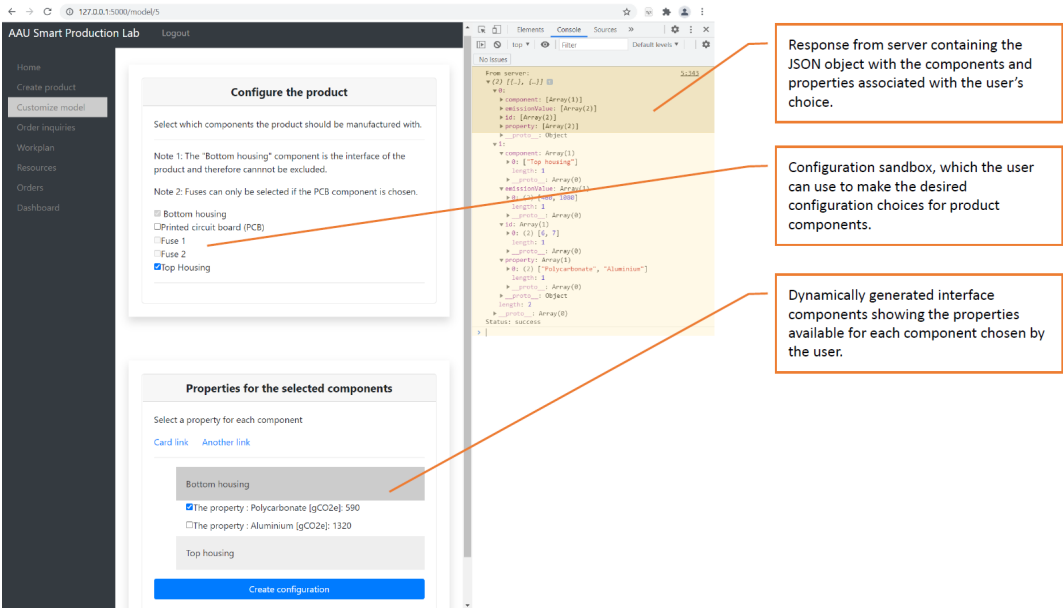 127.0.0.1:5000/model/5
AAU Smart Production Lab Logout
Home
Create product
Customize model
Order inquiries
Workplan
Resources
Orders
Dashboard
Configure the product
Select which components the product should be manufactured with.
Note 1: The "Bottom housing" component is the interface of the
product and therefore cannnot be excluded.
Note 2: Fuses can only be selected if the PCB component is chosen.
Bottom housing
Printed circuit board (PCB)
Fuse 1
Fuse 2
Top Housing
Properties for the selected components
Select a property for each component
Card link Another link
Bottom housing
The property : Polycarbonate [gCO2e]: 590
The property : Aluminium [gCO2e]: 1320
Top housing
Create configuration
Elements Console Sources »
top ▼ Filter Default levels ▼
No Issues
From server: 5:343
▼(2) [{…}, {…}]
▼0:
▶component: [Array(1)]
▶emissionValue: [Array(2)]
▶id: [Array(2)]
▶property: [Array(2)]
▶__proto__: Object
▼1:
▼component: Array(1)
▶0: ["Top housing"]
length: 1
▶__proto__: Array(0)
▼emissionValue: Array(1)
▶0: (2) [400, 1000]
length: 1
▶__proto__: Array(0)
▼id: Array(1)
▶0: (2) [6, 7]
length: 1
▶__proto__: Array(0)
▼property: Array(1)
▶0: (2) ["Polycarbonate", "Aluminium"]
length: 1
▶__proto__: Array(0)
▶__proto__: Object
length: 2
▶__proto__: Array(0)
Status: success
Response from server containing the
JSON object with the components and
properties associated with the user's
choice.
Configuration sandbox, which the user
can use to make the desired
configuration choices for product
components.
Dynamically generated interface
components showing the properties
available for each component chosen by
the user.